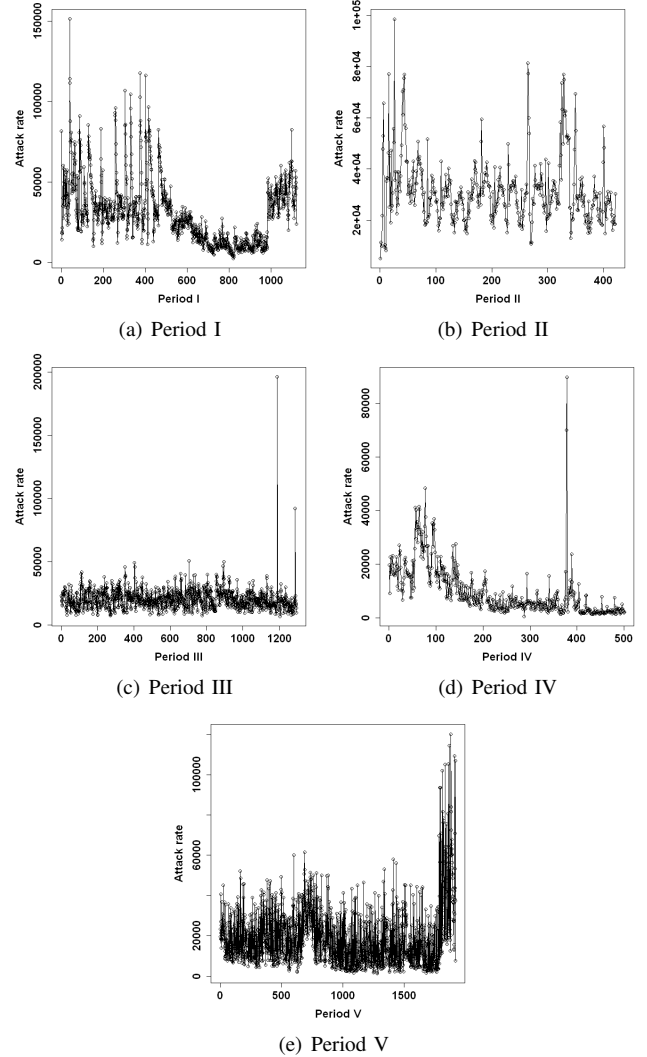 150000
100000
50000
0
Attack rate
0 200 400 600 800 1000
Period I
(a) Period I
1e+05
8e+04
6e+04
4e+04
2e+04
Attack rate
0 100 200 300 400
Period II
(b) Period II
200000
150000
100000
50000
0
Attack rate
0 200 400 600 800 1000 1200
Period III
(c) Period III
80000
60000
40000
20000
0
Attack rate
0 100 200 300 400 500
Period IV
(d) Period IV
100000
60000
20000
0
Attack rate
0 500 1000 1500
Period V
(e) Period V